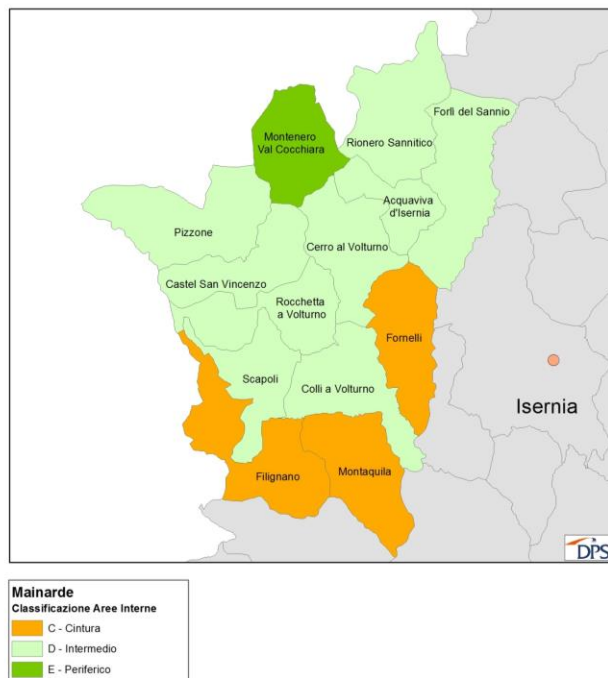 Montenero
Val Cocchiara
Rionero Sannitico
Forlì del Sannio
Acquaviva
d'Isernia
Pizzone
Cerro al Volturno
Castel San Vincenzo
Rocchetta
a Volturno
Fornelli
Scapoli
Colli a Volturno
Isernia
Filignano
Montaquila
DPS
Mainarde
Classificazione Aree Interne
C - Cintura
D - Intermedio
E - Periferico